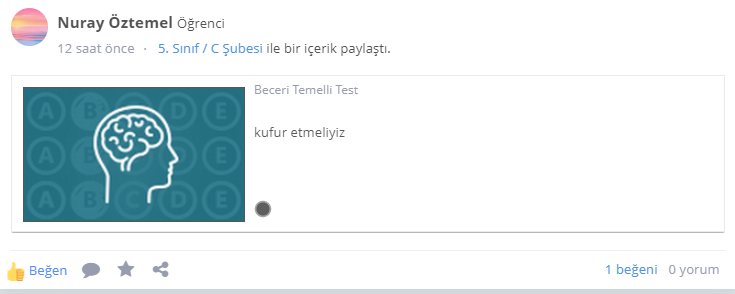 Nuray Öztemel Öğrenci
12 saat önce · 5. Sınıf / C Şubesi ile bir içerik paylaştı.
Beceri Temelli Test
A B C D E
kufur etmeliyiz
A D E
A B C D E
Beğen
1 beğeni 0 yorum